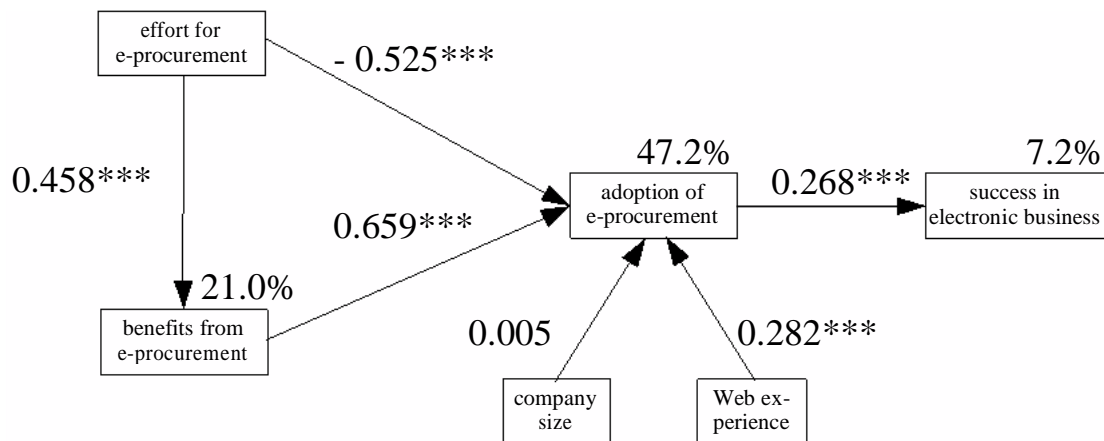 effort for
e-procurement
- 0.525***
47.2%
7.2%
0.458***
adoption of
e-procurement
0.268***
success in
electronic business
0.659***
21.0%
benefits from
e-procurement
0.005
0.282***
company
size
Web ex-
perience